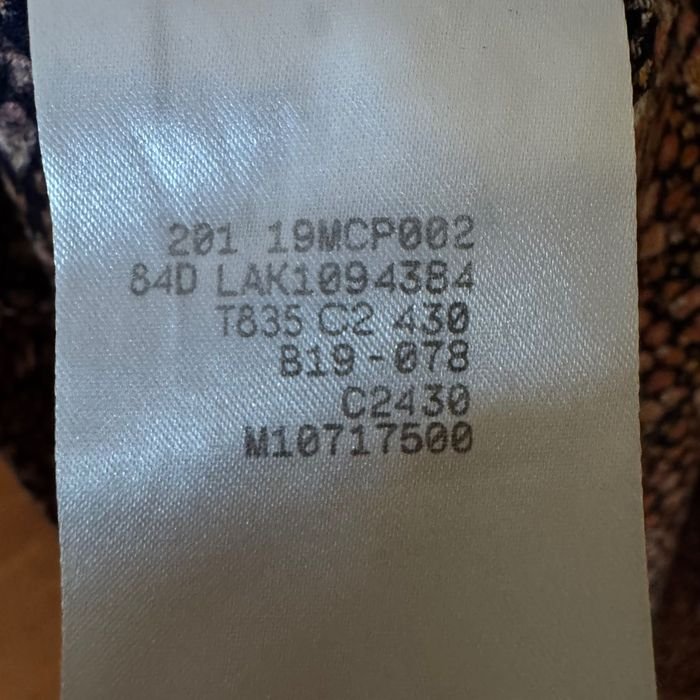 201 19MCP002
84D LAK1094384
T835 C2 430
B19-078
C2430
M10717500